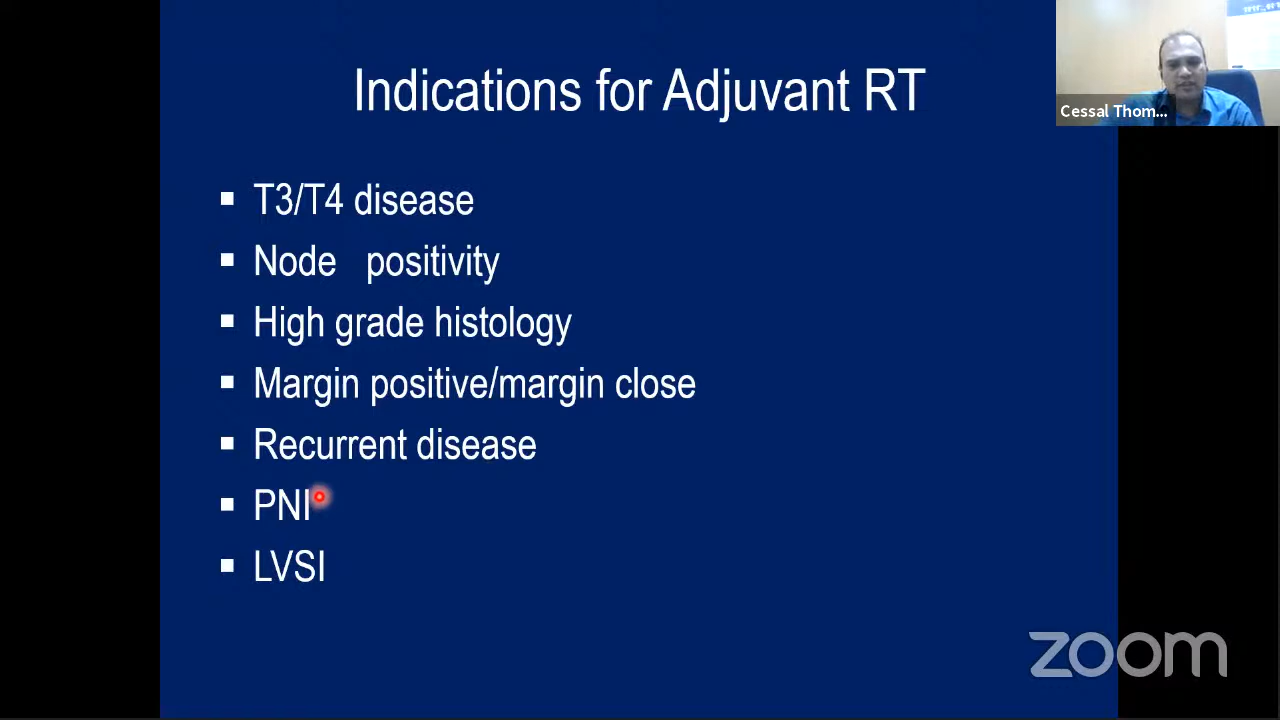 Indications for Adjuvant RT
Cessal Thom...
T3/T4 disease
Node positivity
High grade histology
Margin positive/margin close
Recurrent disease
PNI
LVSI
zoom